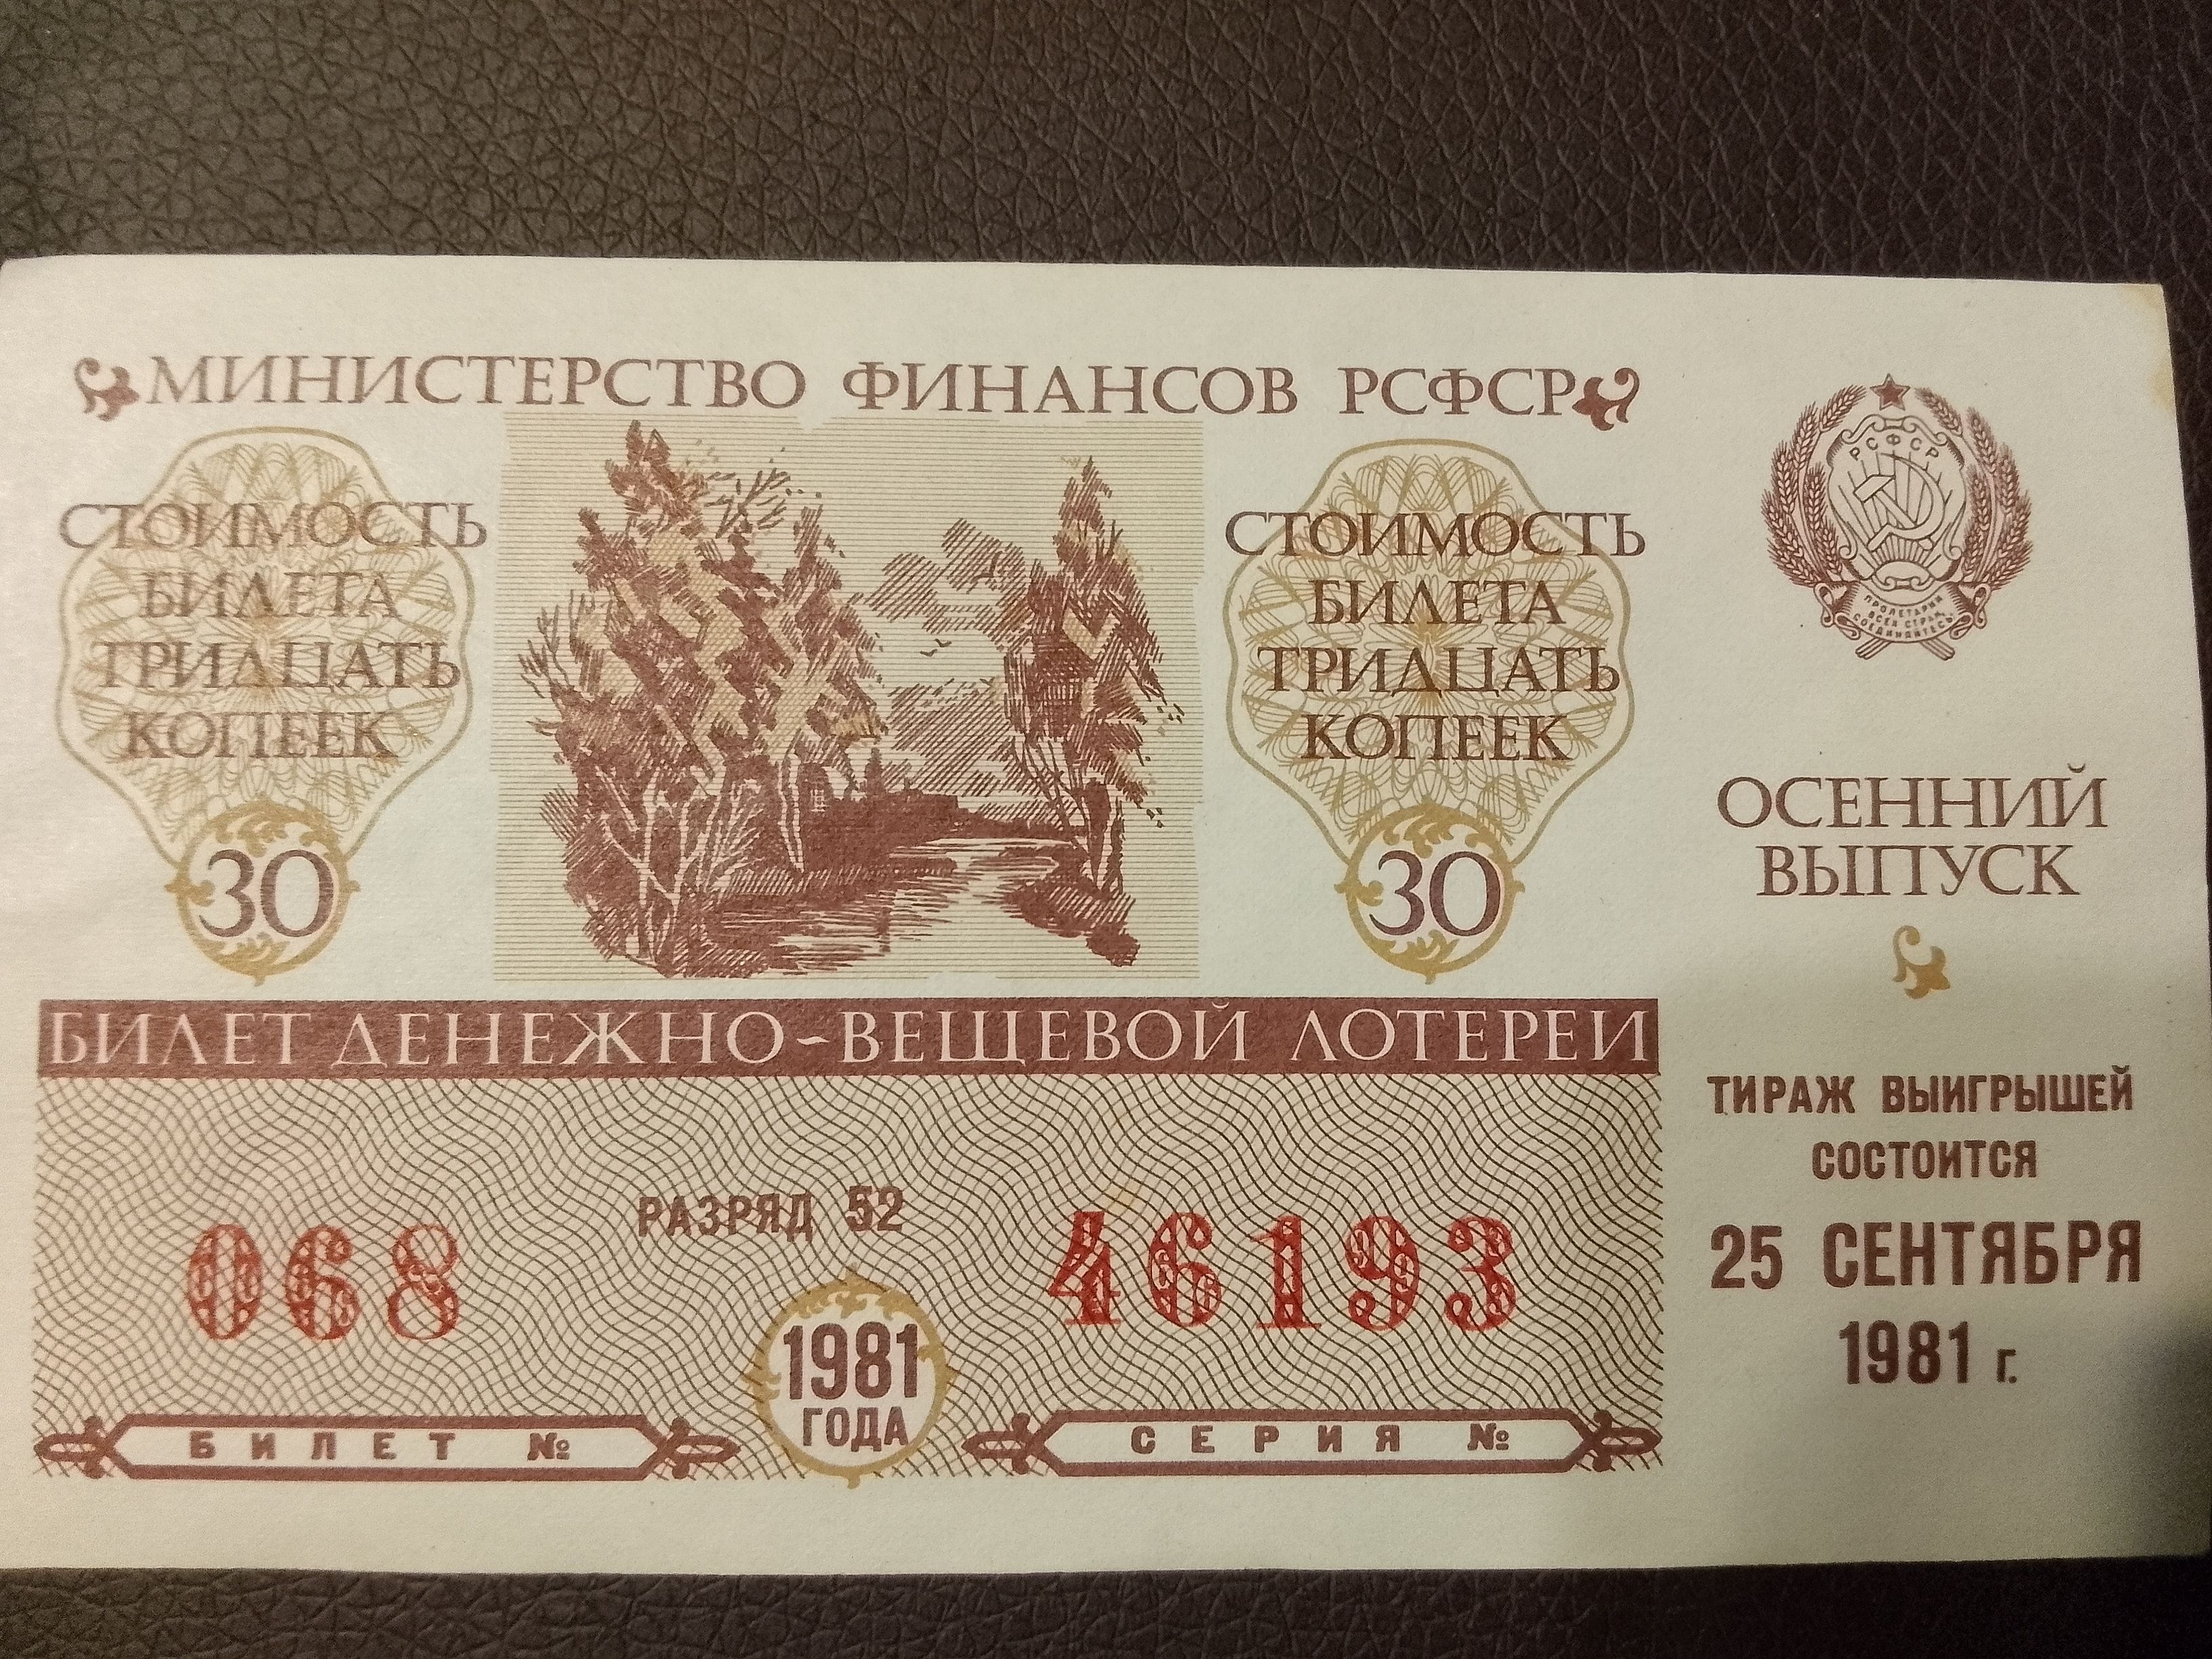 МИНИСТЕРСТВО ФИНАНСОВ РСФСР
СТОИМОСТЬ
БИЛЕТА
ТРИДЦАТЬ
КОПЕЕК
30
СТОИМОСТЬ
БИЛЕТА
ТРИДЦАТЬ
КОПЕЕК
30
РСФСР
ПРОЛЕТАРИИ
ВСЕХ СТРАН
СОЕДИНЯЙТЕСЬ
ОСЕННИЙ
ВЫПУСК
БИЛЕТ ДЕНЕЖНО-ВЕЩЕВОЙ ЛОТЕРЕИ
РАЗРЯД 52
068
46193
1981
ГОДА
БИЛЕТ №
СЕРИЯ №
ТИРАЖ ВЫИГРЫШЕЙ
СОСТОИТСЯ
25 СЕНТЯБРЯ
1981 г.